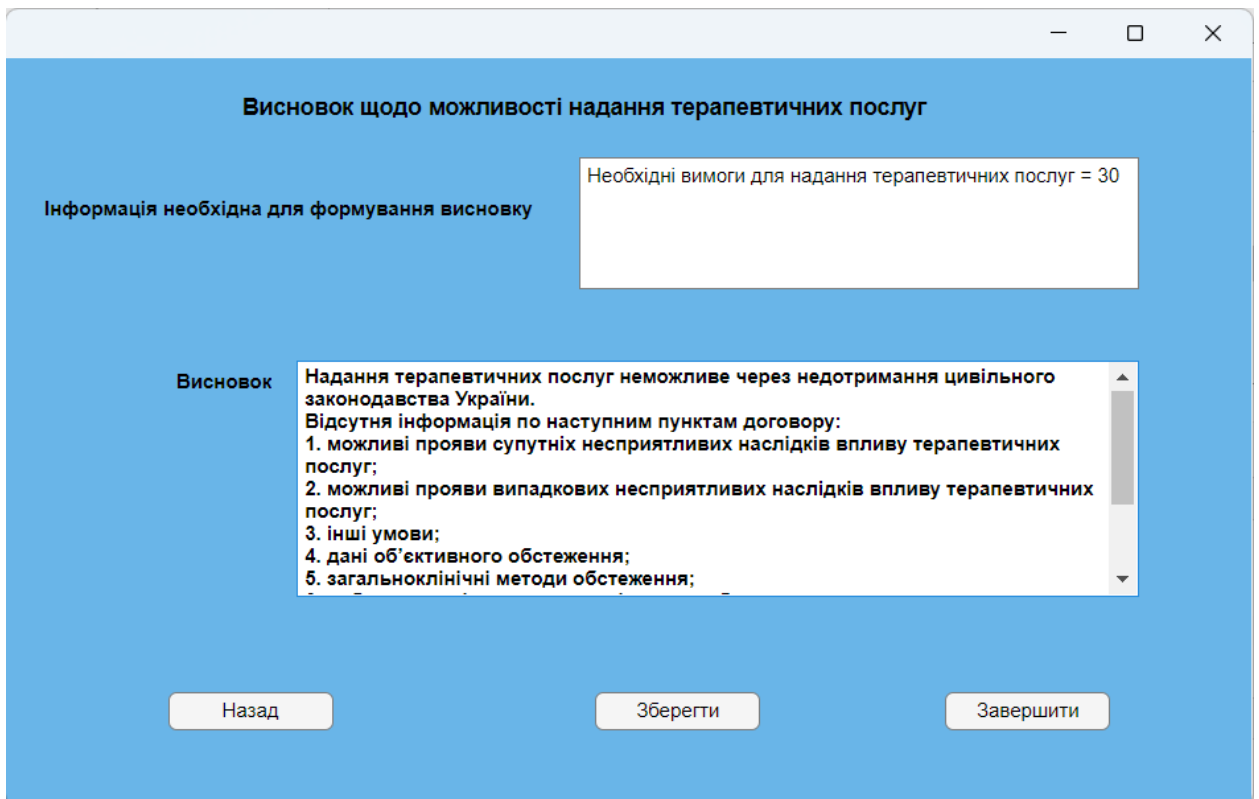 Висновок щодо можливості надання терапевтичних послуг
Інформація необхідна для формування висновку
Необхідні вимоги для надання терапевтичних послуг = 30
Висновок
Надання терапевтичних послуг неможливе через недотримання цивільного
законодавства України.
Відсутня інформація по наступним пунктам договору:
1. можливі прояви супутніх несприятливих наслідків впливу терапевтичних
послуг;
2. можливі прояви випадкових несприятливих наслідків впливу терапевтичних
послуг;
3. інші умови;
4. дані об’єктивного обстеження;
5. загальноклінічні методи обстеження;
Назад
Зберегти
Завершити